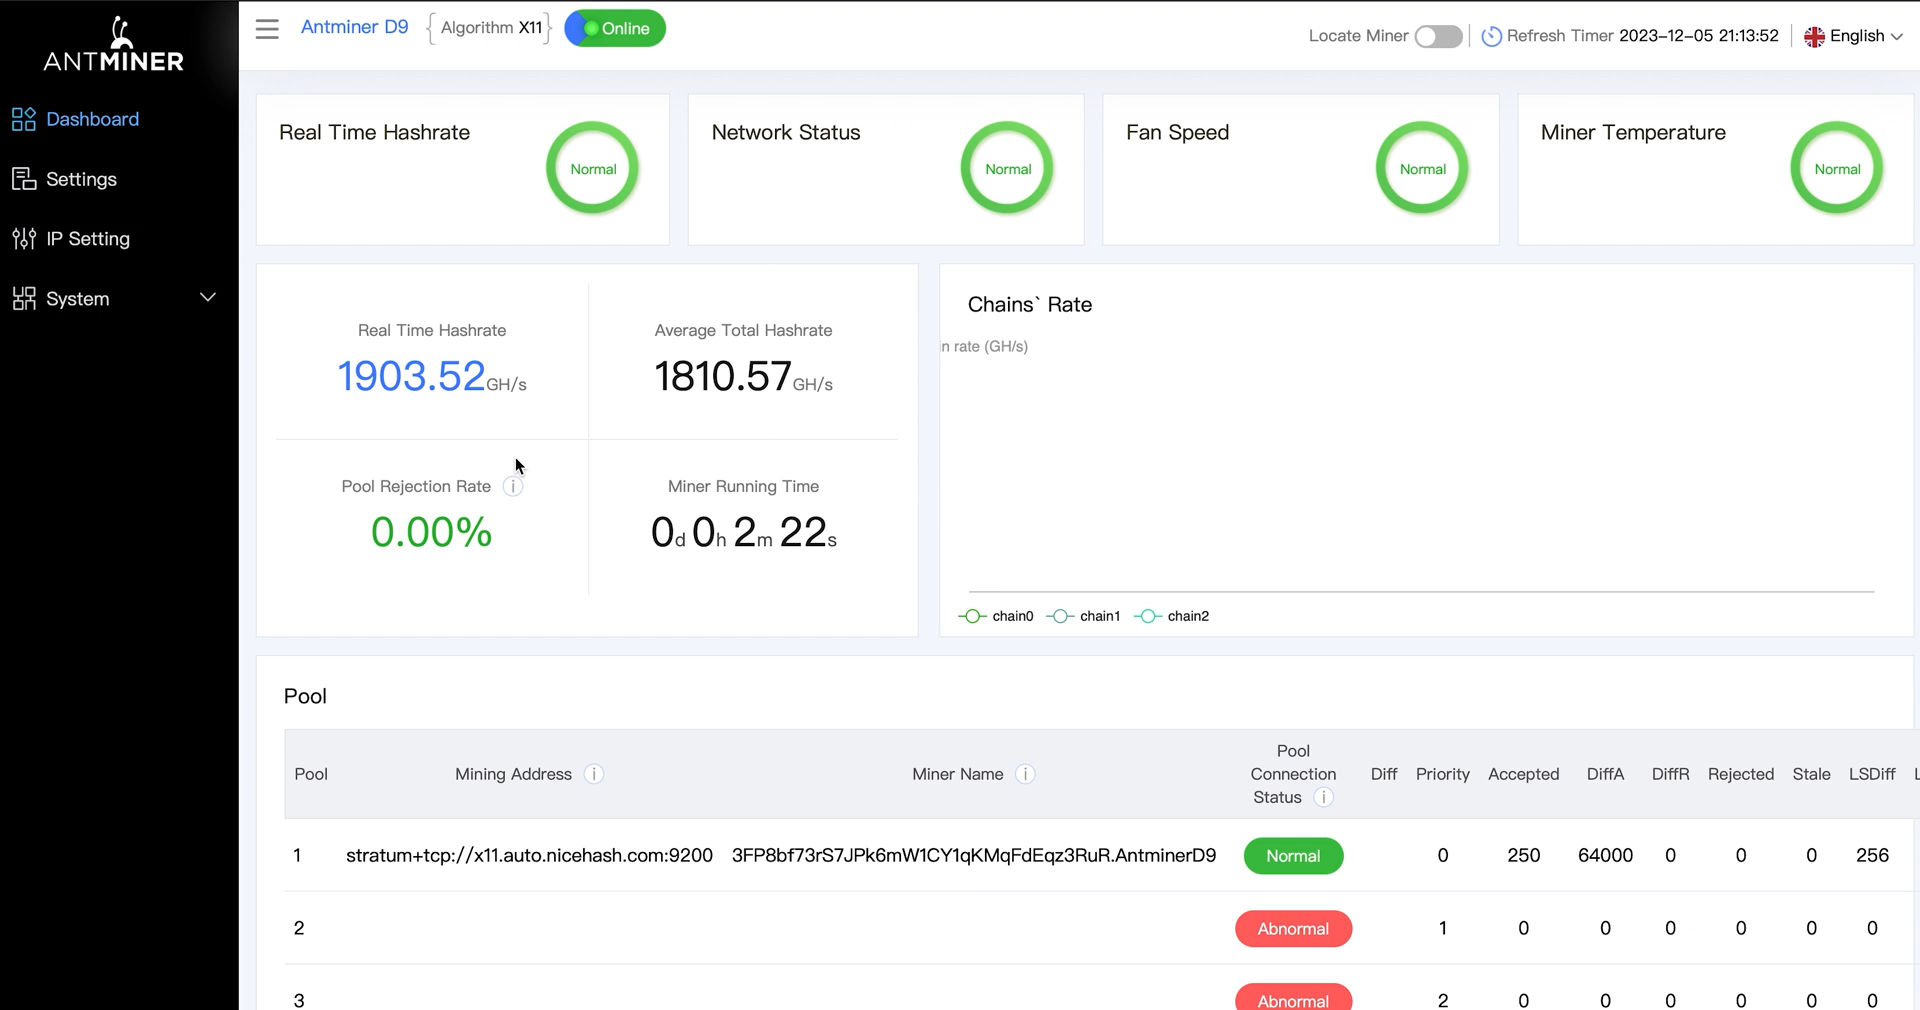 ANTMINER
Dashboard
Settings
IP Setting
System
Antminer D9 {Algorithm X11} Online
Locate Miner Refresh Timer 2023-12-05 21:13:52 English
Real Time Hashrate Normal
Network Status Normal
Fan Speed Normal
Miner Temperature Normal
Real Time Hashrate
1903.52GH/s
Average Total Hashrate
1810.57GH/s
Pool Rejection Rate i
0.00%
Miner Running Time
0d 0h 2m 22s
Chains` Rate
n rate (GH/s)
chain0 chain1 chain2
Pool
Pool Mining Address i Miner Name i Pool Connection Status i Diff Priority Accepted DiffA DiffR Rejected Stale LSDiff L
1 stratum+tcp://x11.auto.nicehash.com:9200 3FP8bf73rS7JPk6mW1CY1qKMqFdEqz3RuR.AntminerD9 Normal 0 250 64000 0 0 0 256
2 Abnormal 1 0 0 0 0 0 0
3 Abnormal 2 0 0 0 0 0 0